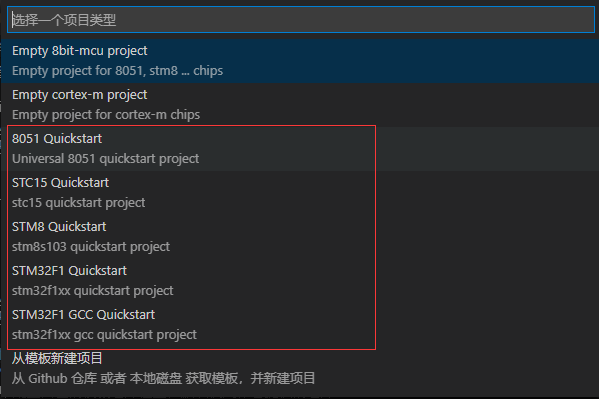 选择一个项目类型
Empty 8bit-mcu project
Empty project for 8051, stm8 ... chips
Empty cortex-m project
Empty project for cortex-m chips
8051 Quickstart
Universal 8051 quickstart project
STC15 Quickstart
stc15 quickstart project
STM8 Quickstart
stm8s103 quickstart project
STM32F1 Quickstart
stm32f1xx quickstart project
STM32F1 GCC Quickstart
stm32f1xx gcc quickstart project
从模板新建项目
从 Github 仓库 或者 本地磁盘 获取模板，并新建项目